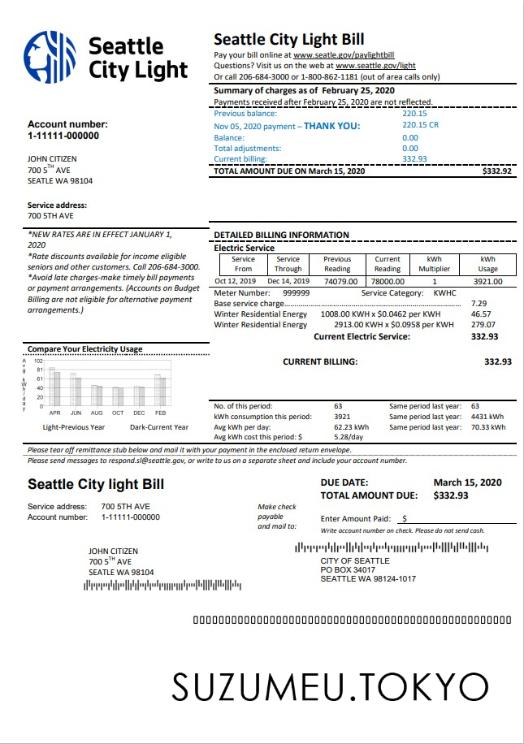 Seattle
City Light
Seattle City Light Bill
Pay your bill online at www.seatle.gov/paylightbill
Questions? Visit us on the web at www.seattle.gov/light
Or call 206-684-3000 or 1-800-862-1181 (out of area calls only)
Summary of charges as of February 25, 2020
Payments received after February 25, 2020 are not reflected.
Previous balance: 220.15
Nov 05, 2020 payment – THANK YOU: 220.15 CR
Balance: 0.00
Total adjustments: 0.00
Current billing: 332.93
TOTAL AMOUNT DUE ON March 15, 2020 $332.92
Account number:
1-11111-000000
JOHN CITIZEN
700 5TH AVE
SEATLE WA 98104
Service address:
700 5TH AVE
*NEW RATES ARE IN EFFECT JANUARY 1,
2020
*Rate discounts available for income eligible
seniors and other customers. Call 206-684-3000.
*Avoid late charges-make timely bill payments
or payment arrangements. (Accounts on Budget
Billing are not eligible for alternative payment
arrangements.)
DETAILED BILLING INFORMATION
Electric Service
Service From Service Through Previous Reading Current Reading kWh Multiplier kWh Usage
Oct 12, 2019 Dec 14, 2019 74079.00 78000.00 1 3921.00
Meter Number: 999999 Service Category: KWHC
Base service charge 7.29
Winter Residential Energy 1008.00 KWH x $0.0462 per KWH 46.57
Winter Residential Energy 2913.00 KWH x $0.0958 per KWH 279.07
Current Electric Service: 332.93
CURRENT BILLING: 332.93
Compare Your Electricity Usage
Avg kWh/day
102
81
61
40
20
0
APR JUN AUG OCT DEC FEB
Light-Previous Year Dark-Current Year
No. of this period: 63 Same period last year: 63
kWh consumption this period: 3921 Same period last year: 4431 kWh
Avg kWh per day: 62.23 kWh Same period last year: 70.33 kWh
Avg kWh cost this period: $ 5.28/day
Please tear off remittance stub below and mail it with your payment in the enclosed return envelope.
Please send messages to respond.sl@seattle.gov, or write to us on a separate sheet and include your account number.
Seattle City light Bill
Service address: 700 5TH AVE
Account number: 1-11111-000000
Make check
payable
and mail to:
DUE DATE: March 15, 2020
TOTAL AMOUNT DUE: $332.93
Enter Amount Paid: $
Write account number on check. Please do not send cash.
JOHN CITIZEN
700 5TH AVE
SEATLE WA 98104
CITY OF SEATTLE
PO BOX 34017
SEATTLE WA 98124-1017
SUZUMEU.TOKYO